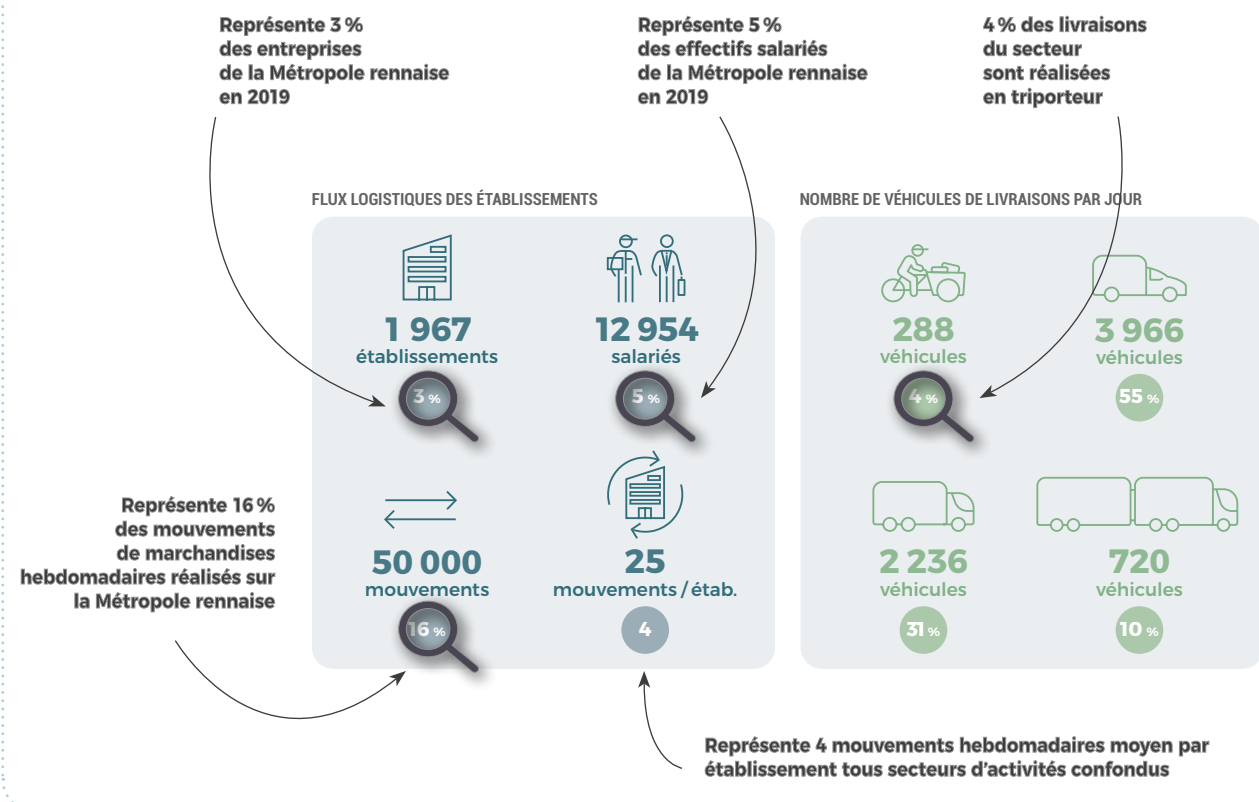 Représente 3 %
des entreprises
de la Métropole rennaise
en 2019
Représente 5 %
des effectifs salariés
de la Métropole rennaise
en 2019
4 % des livraisons
du secteur
sont réalisées
en triporteur
FLUX LOGISTIQUES DES ÉTABLISSEMENTS
1 967
établissements
3 %
12 954
salariés
5 %
50 000
mouvements
16 %
25
mouvements / étab.
4
NOMBRE DE VÉHICULES DE LIVRAISONS PAR JOUR
288
véhicules
4 %
3 966
véhicules
55 %
2 236
véhicules
31 %
720
véhicules
10 %
Représente 16 %
des mouvements
de marchandises
hebdomadaires réalisés sur
la Métropole rennaise
Représente 4 mouvements hebdomadaires moyen par
établissement tous secteurs d'activités confondus